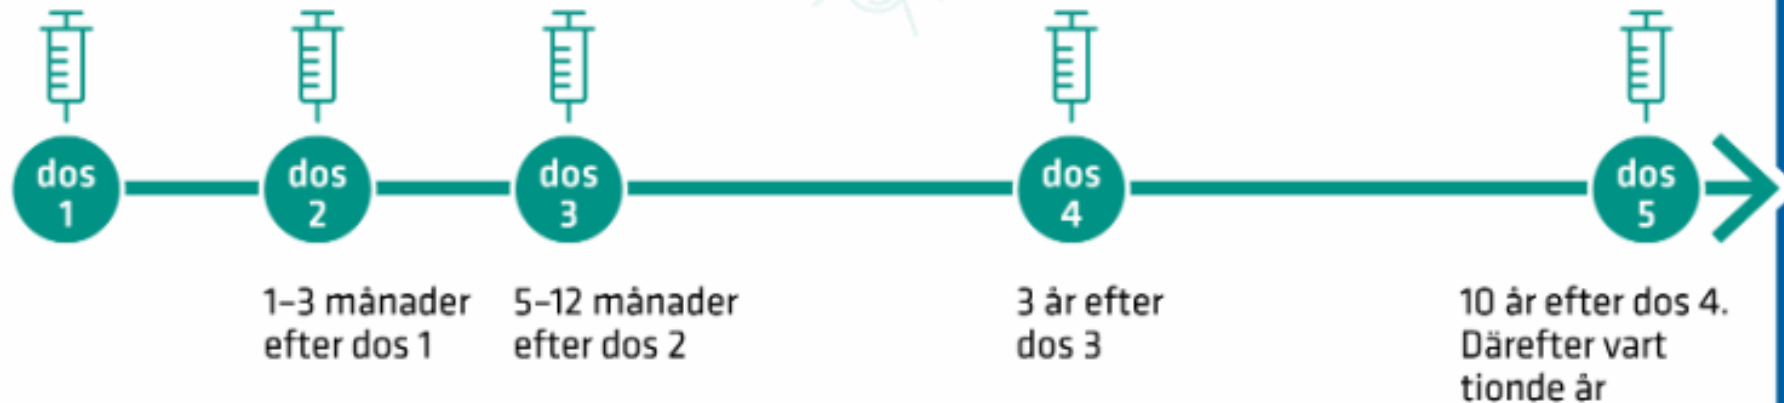 dos
1
dos
2
dos
3
dos
4
dos
5
1–3 månader
efter dos 1
5–12 månader
efter dos 2
3 år efter
dos 3
10 år efter dos 4.
Därefter vart
tionde år